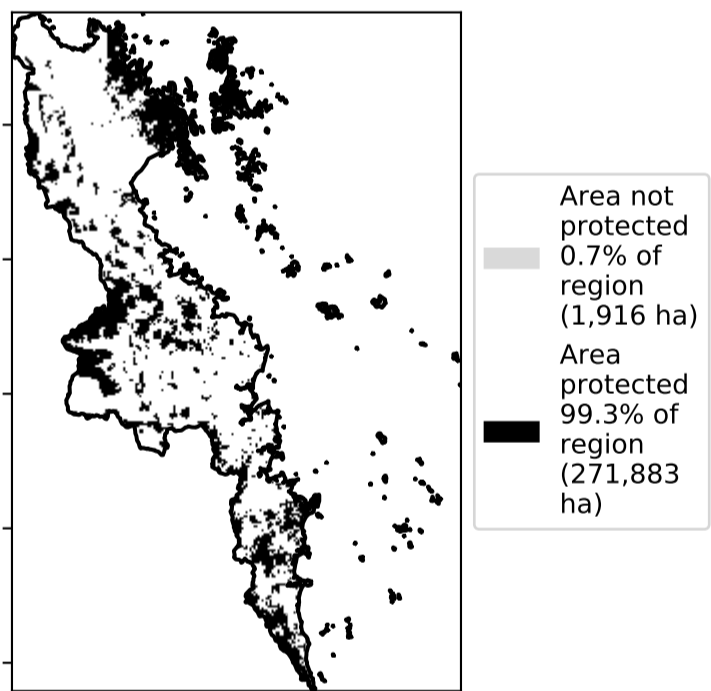 Area not
protected
0.7% of
region
(1,916 ha)
Area
protected
99.3% of
region
(271,883
ha)